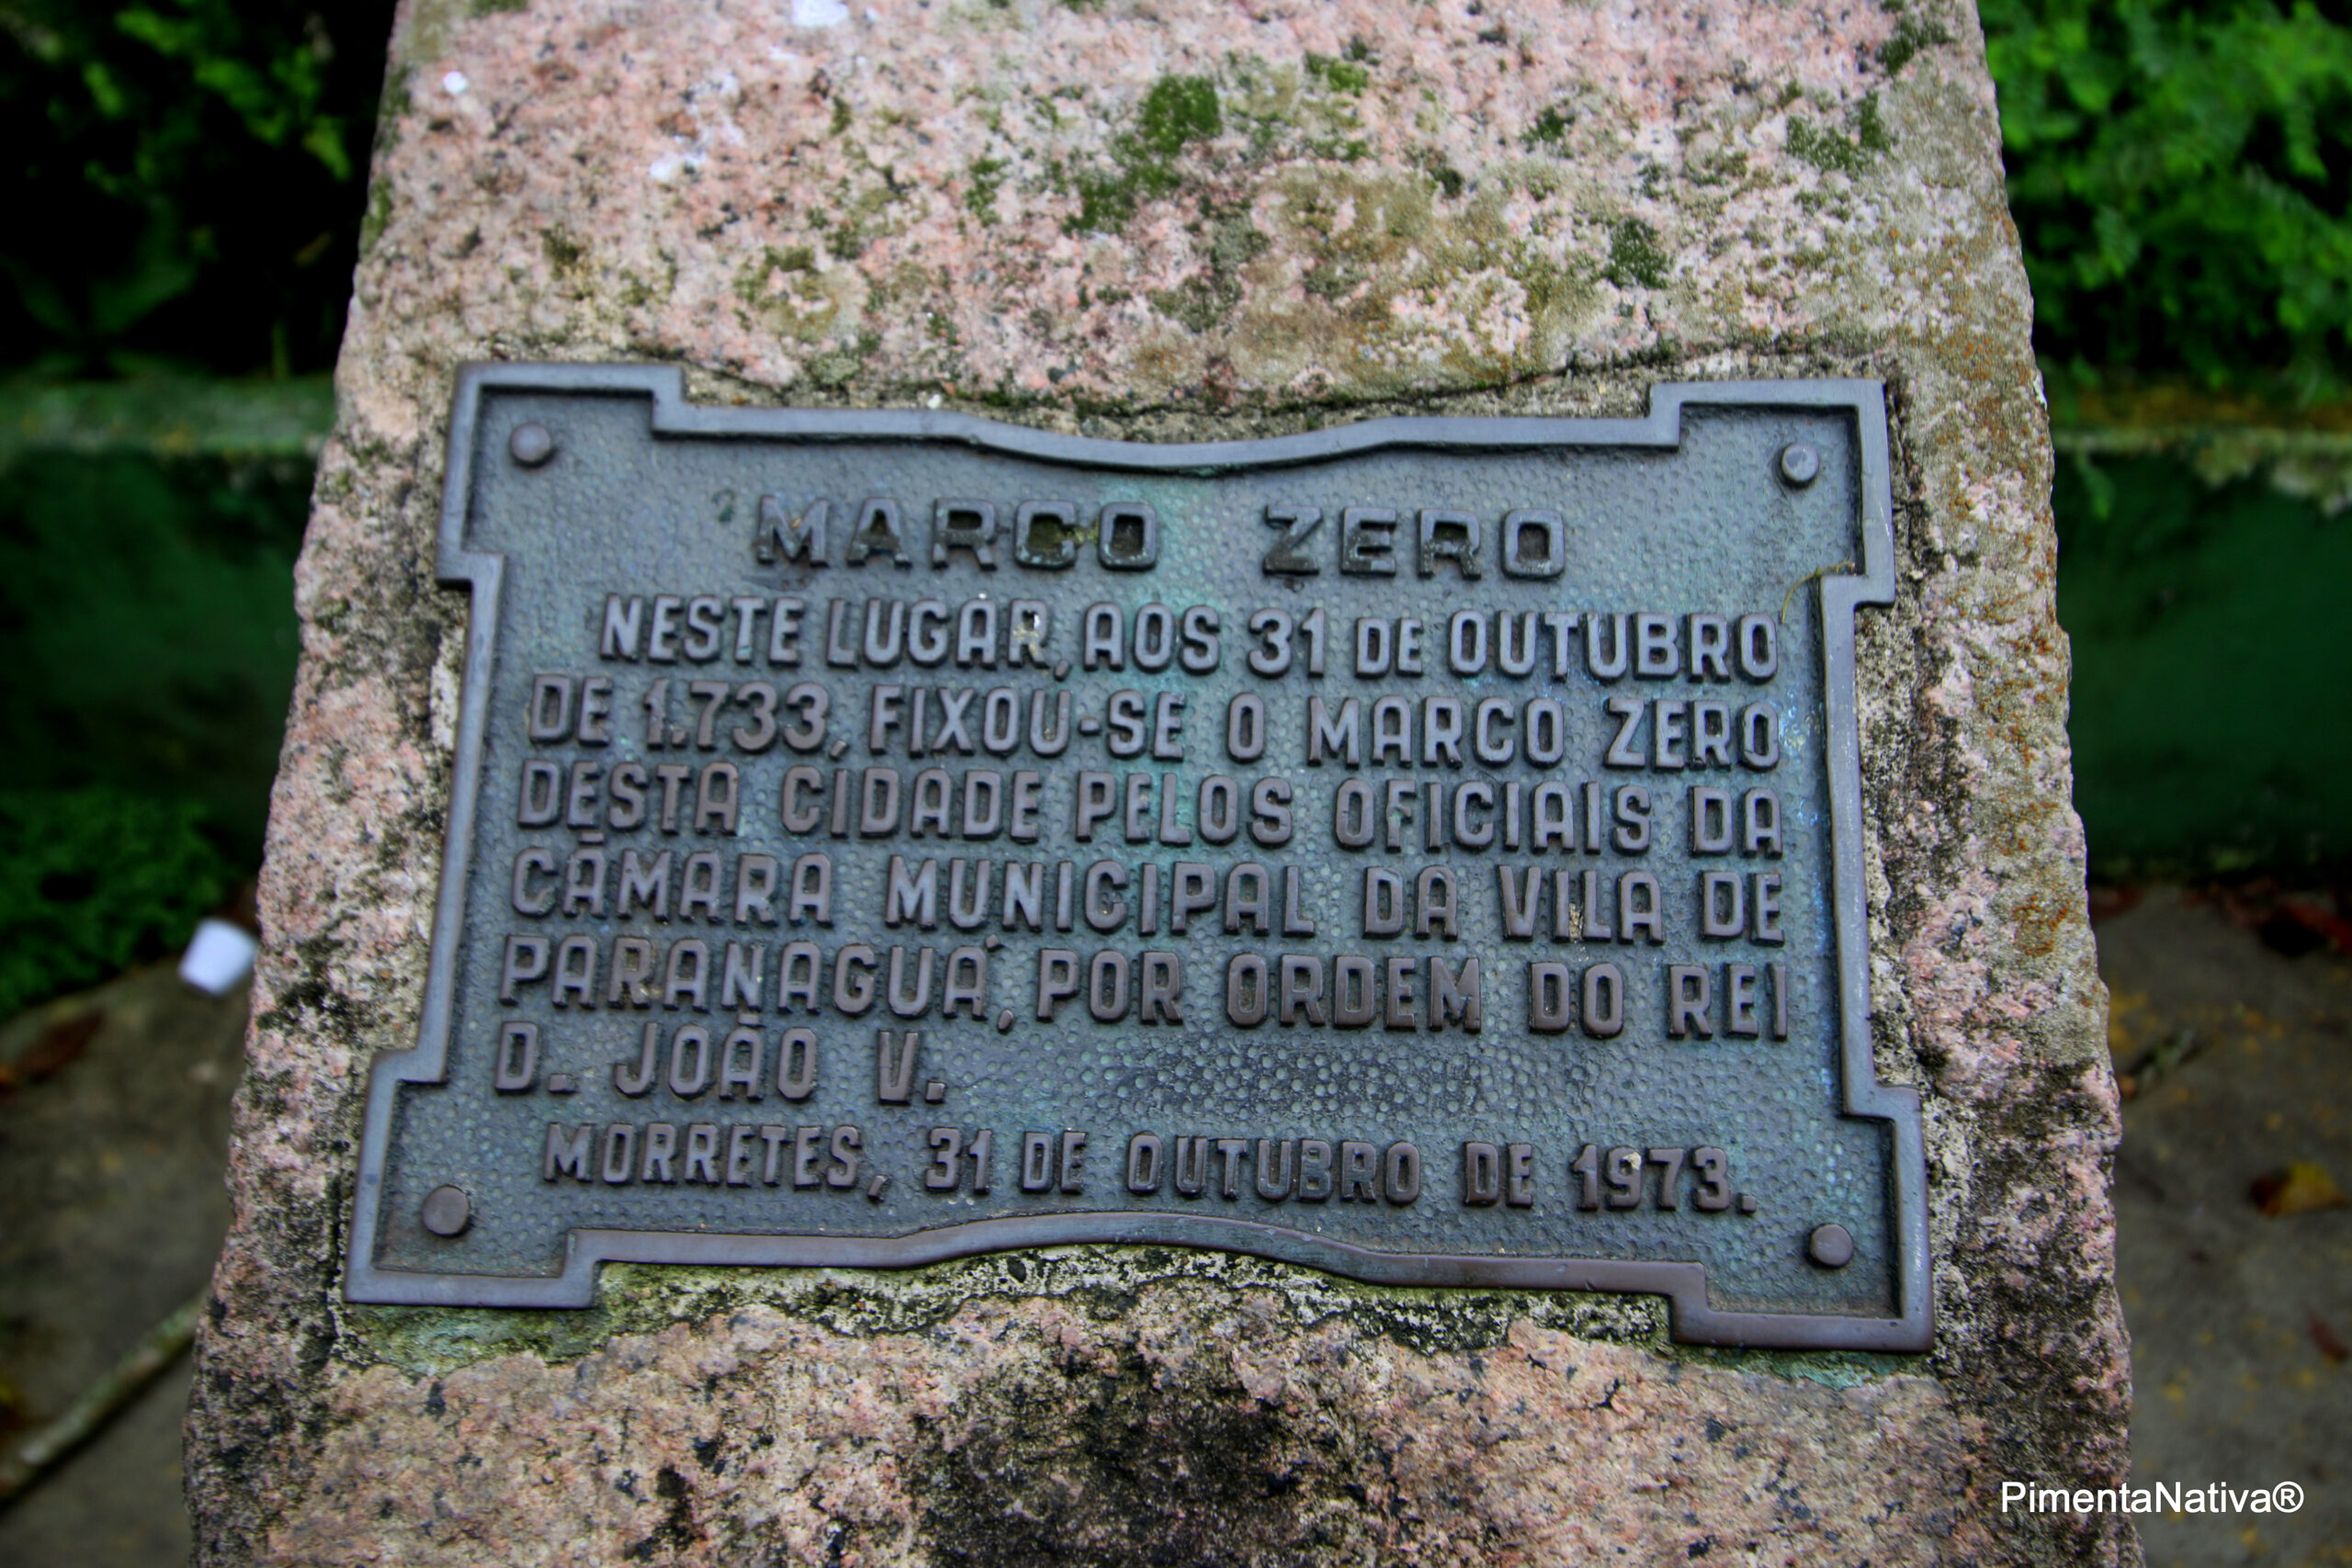 MARCO ZERO
NESTE LUGAR, AOS 31 DE OUTUBRO
DE 1.733, FIXOU-SE O MARCO ZERO
DESTA CIDADE PELOS OFICIAIS DA
CÂMARA MUNICIPAL DA VILA DE
PARANAGUÁ, POR ORDEM DO REI
D. JOÃO V.
MORRETES, 31 DE OUTUBRO DE 1973.
PimentaNativa®